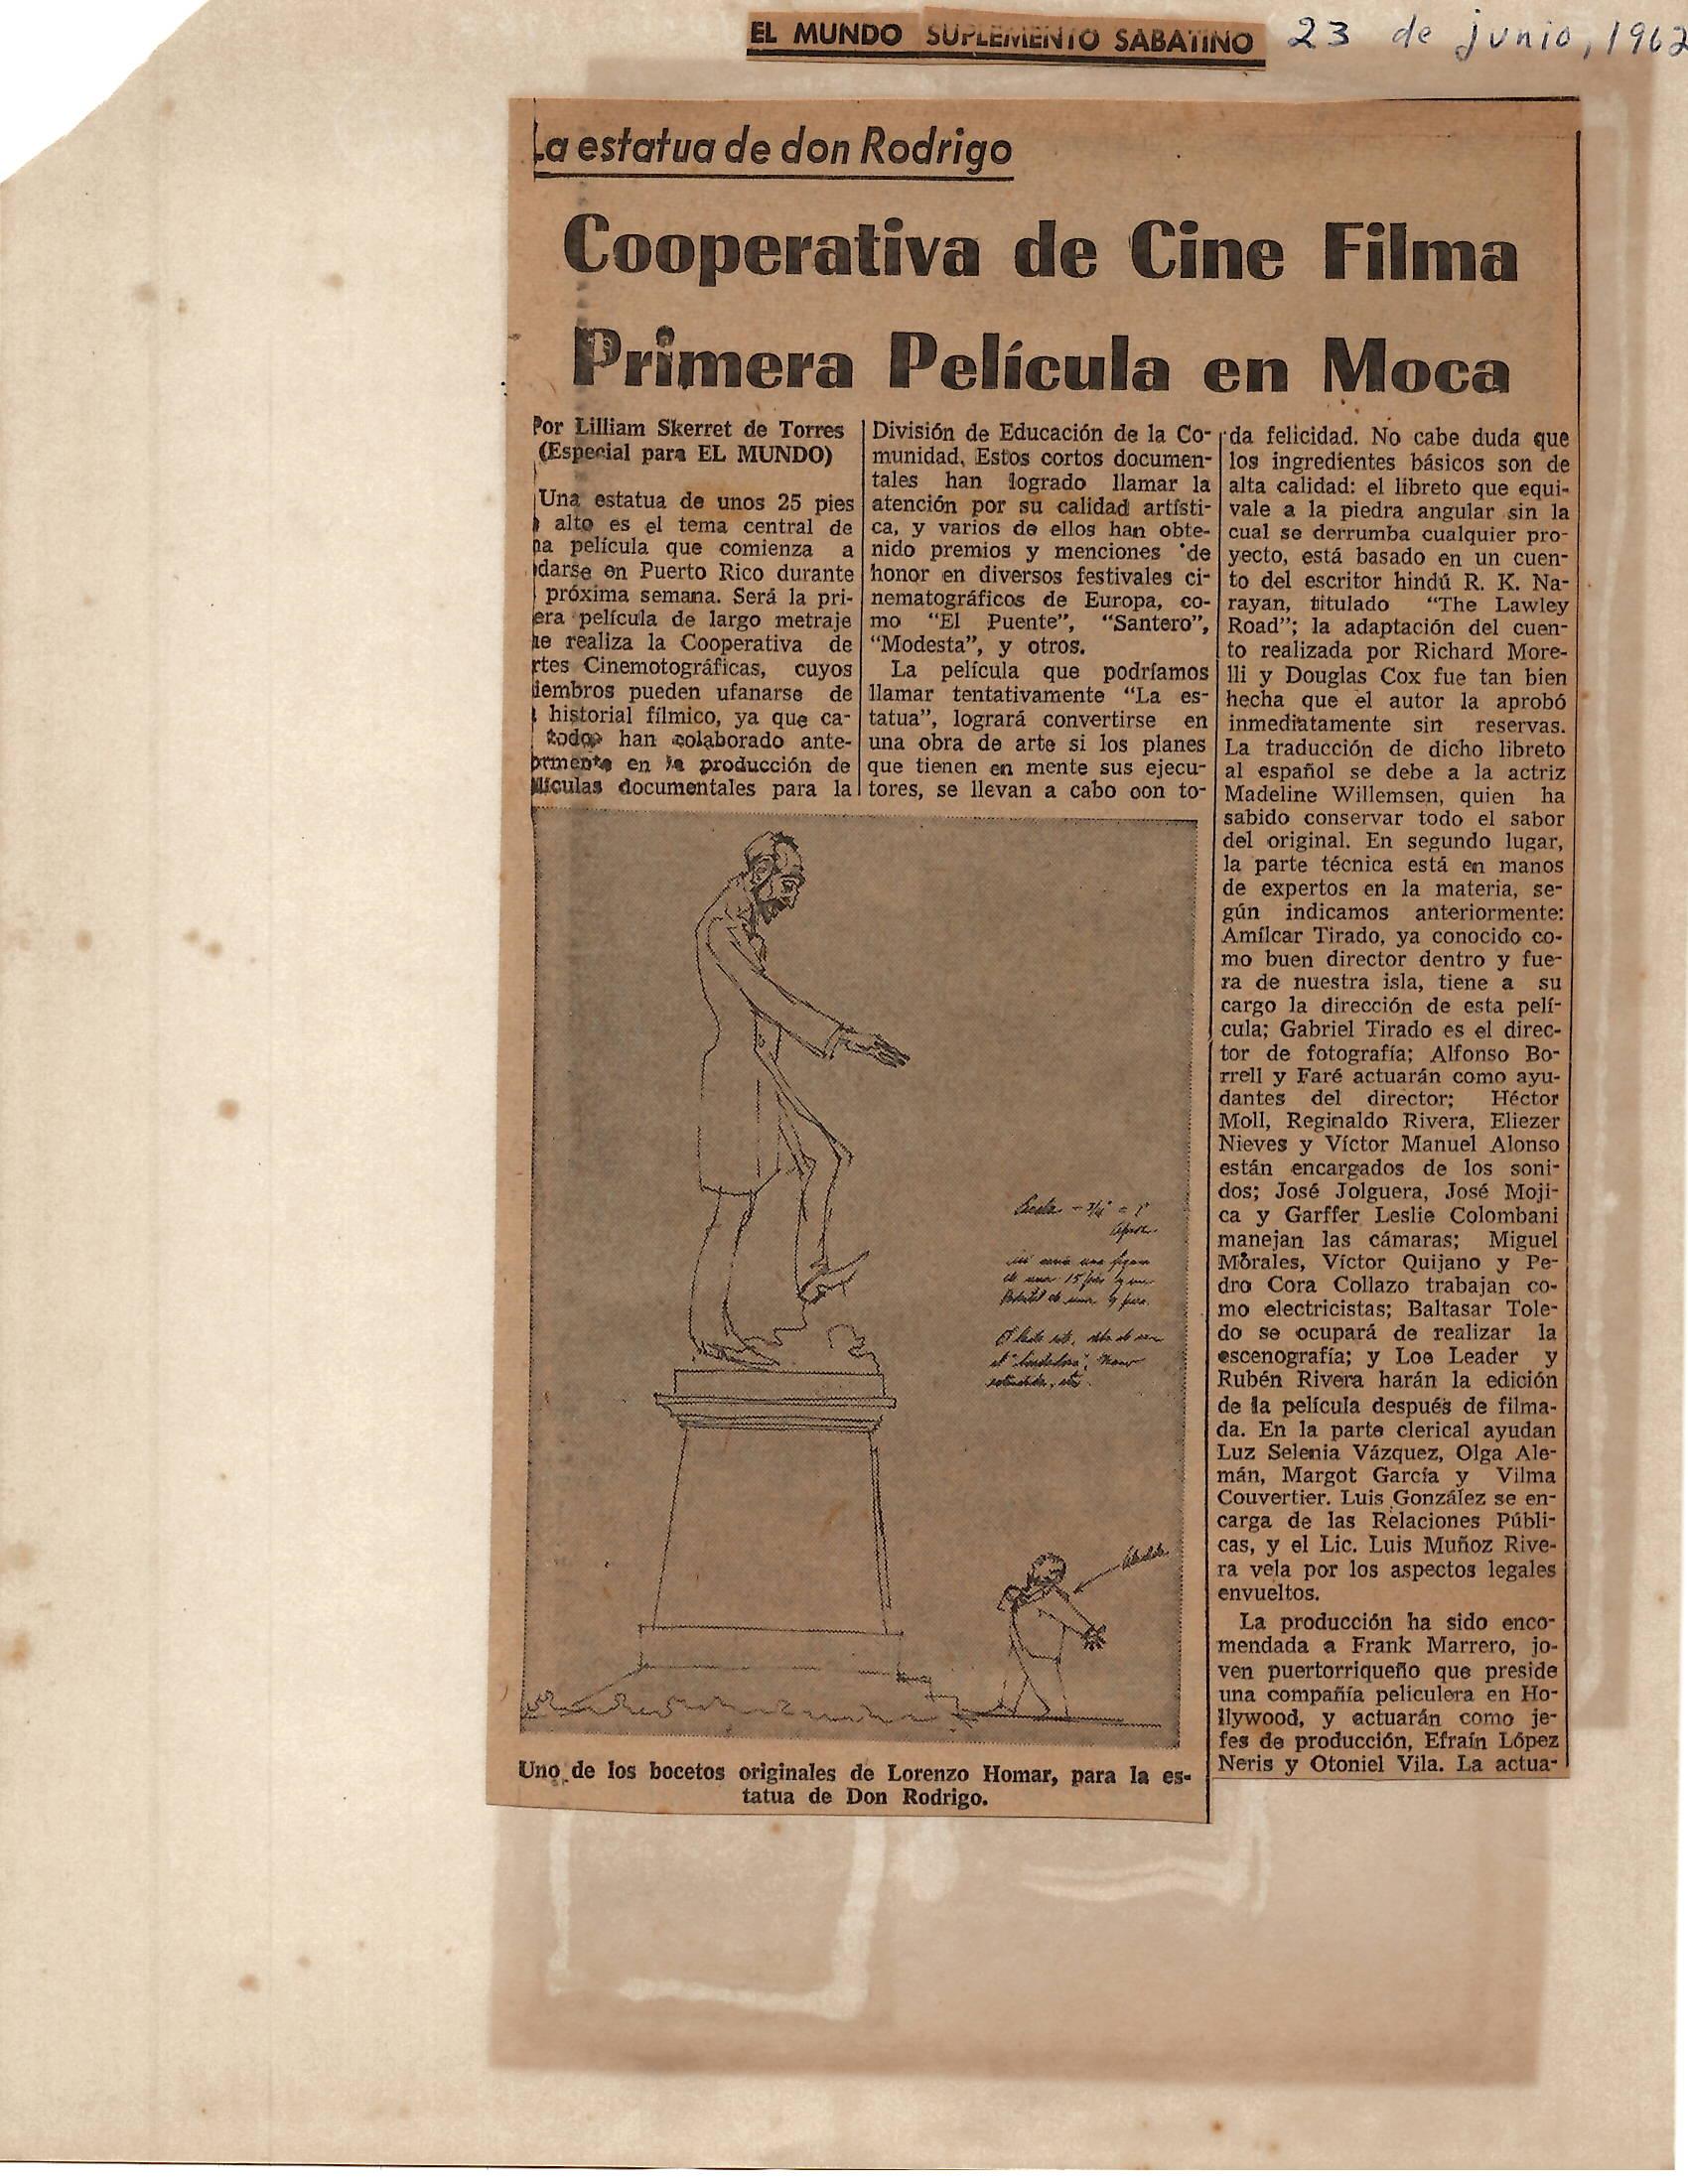 EL MUNDO SUPLEMENTO SABATINO 23 de junio, 1962
La estatua de don Rodrigo
Cooperativa de Cine Filma
Primera Película en Moca
Por Lilliam Skerret de Torres
(Especial para EL MUNDO)
Una estatua de unos 25 pies
alto es el tema central de
na película que comienza a
darse en Puerto Rico durante
próxima semana. Será la pri-
era película de largo metraje
ue realiza la Cooperativa de
rtes Cinemotográficas, cuyos
iembros pueden ufanarse de
historial fílmico, ya que ca-
todos han colaborado ante-
ormente en la producción de
lículas documentales para la
División de Educación de la Co-
munidad. Estos cortos documen-
tales han logrado llamar la
atención por su calidad artísti-
ca, y varios de ellos han obte-
nido premios y menciones de
honor en diversos festivales ci-
nematográficos de Europa, co-
mo "El Puente", "Santero",
"Modesta", y otros.
La película que podríamos
llamar tentativamente "La es-
tatua", logrará convertirse en
una obra de arte si los planes
que tienen en mente sus ejecu-
tores, se llevan a cabo con to-
da felicidad. No cabe duda que
los ingredientes básicos son de
alta calidad: el libreto que equi-
vale a la piedra angular sin la
cual se derrumba cualquier pro-
yecto, está basado en un cuen-
to del escritor hindú R. K. Na-
rayan, titulado "The Lawley
Road"; la adaptación del cuen-
to realizada por Richard More-
lli y Douglas Cox fue tan bien
hecha que el autor la aprobó
inmediatamente sin reservas.
La traducción de dicho libreto
al español se debe a la actriz
Madeline Willemsen, quien ha
sabido conservar todo el sabor
del original. En segundo lugar,
la parte técnica está en manos
de expertos en la materia, se-
gún indicamos anteriormente:
Amílcar Tirado, ya conocido co-
mo buen director dentro y fue-
ra de nuestra isla, tiene a su
cargo la dirección de esta pelí-
cula; Gabriel Tirado es el direc-
tor de fotografía; Alfonso Bo-
rrell y Faré actuarán como ayu-
dantes del director; Héctor
Moll, Reginaldo Rivera, Eliezer
Nieves y Víctor Manuel Alonso
están encargados de los soni-
dos; José Jolguera, José Moji-
ca y Garffer Leslie Colombani
manejan las cámaras; Miguel
Morales, Víctor Quijano y Pe-
dro Cora Collazo trabajan co-
mo electricistas; Baltasar Tole-
do se ocupará de realizar la
escenografía; y Loe Leader y
Rubén Rivera harán la edición
de la película después de filma-
da. En la parte clerical ayudan
Luz Selenia Vázquez, Olga Ale-
mán, Margot García y Vilma
Couvertier. Luis González se en-
carga de las Relaciones Públi-
cas, y el Lic. Luis Muñoz Rive-
ra vela por los aspectos legales
envueltos.
La producción ha sido enco-
mendada a Frank Marrero, jo-
ven puertorriqueño que preside
una compañía peliculera en Ho-
llywood, y actuarán como je-
fes de producción, Efraín López
Neris y Otoniel Vila. La actua-
Escala - 3/4" = 1'
aprox.
Uno de los bocetos originales de Lorenzo Homar, para la es-
tatua de Don Rodrigo.